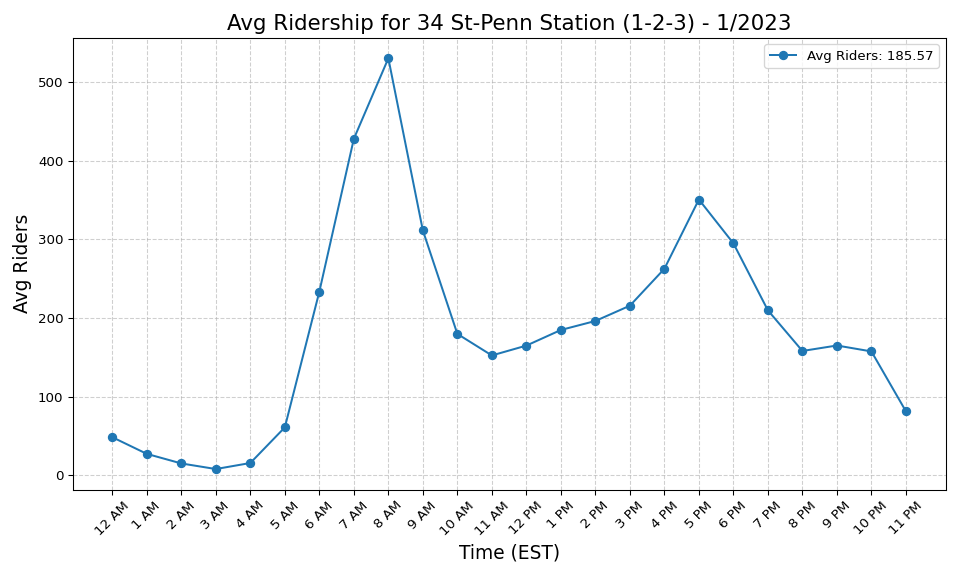 Avg Ridership for 34 St-Penn Station (1-2-3) - 1/2023
Avg Riders: 185.57
Avg Riders
500
400
300
200
100
0
12 AM
1 AM
2 AM
3 AM
4 AM
5 AM
6 AM
7 AM
8 AM
9 AM
10 AM
11 AM
12 PM
1 PM
2 PM
3 PM
4 PM
5 PM
6 PM
7 PM
8 PM
9 PM
10 PM
11 PM
Time (EST)